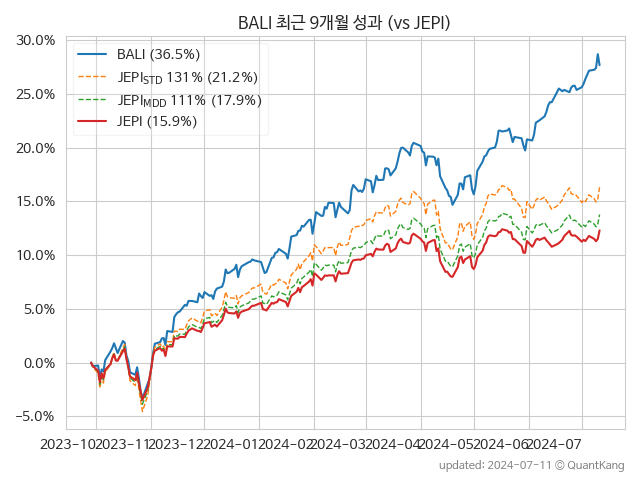 BALI 최근 9개월 성과 (vs JEPI)
30.0%
25.0%
20.0%
15.0%
10.0%
5.0%
0.0%
−5.0%
BALI (36.5%)
JEPISTD 131% (21.2%)
JEPIMDD 111% (17.9%)
JEPI (15.9%)
2023−10 2023−11 2023−12 2024−01 2024−02 2024−03 2024−04 2024−05 2024−06 2024−07
updated: 2024-07-11 © QuantKang